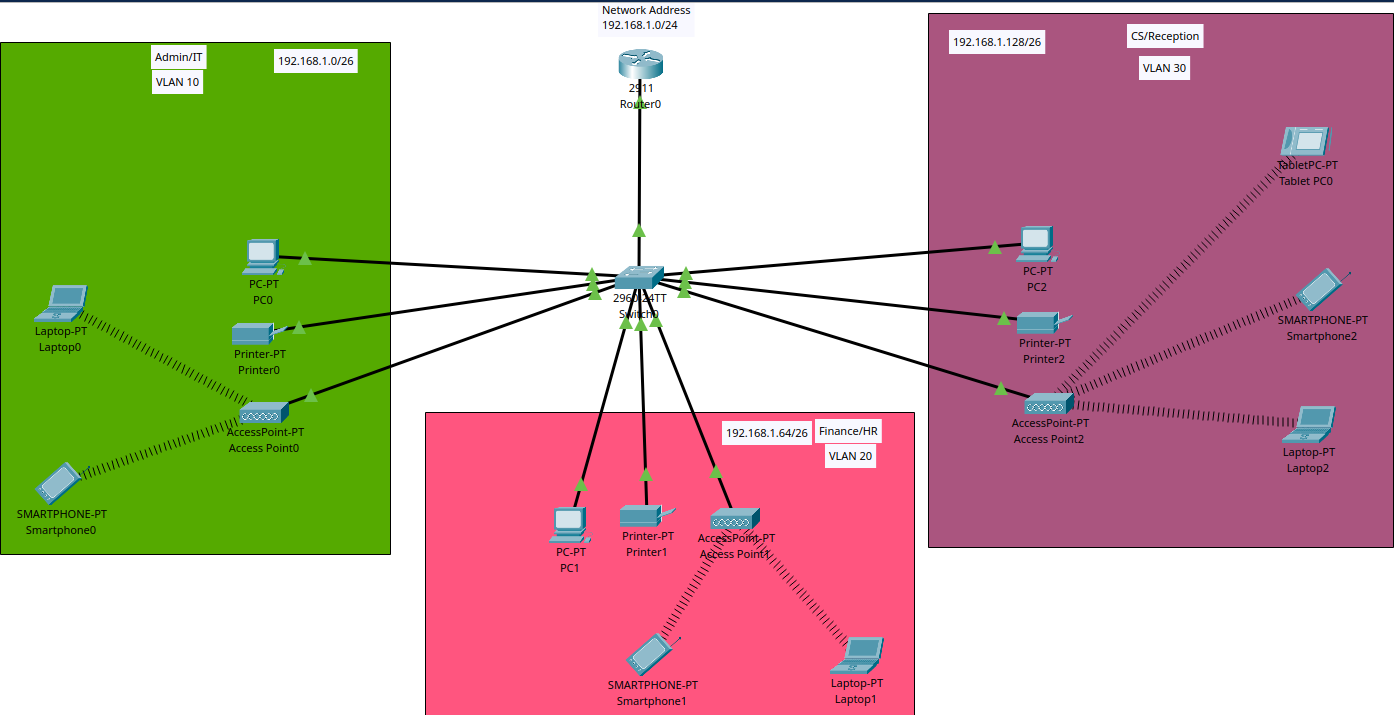 Network Address
192.168.1.0/24
2911
Router0
Admin/IT
VLAN 10
192.168.1.0/26
PC-PT
PC0
Laptop-PT
Laptop0
Printer-PT
Printer0
AccessPoint-PT
Access Point0
SMARTPHONE-PT
Smartphone0
2960-24TT
Switch0
192.168.1.64/26
Finance/HR
VLAN 20
PC-PT
PC1
Printer-PT
Printer1
AccessPoint-PT
Access Point1
SMARTPHONE-PT
Smartphone1
Laptop-PT
Laptop1
192.168.1.128/26
CS/Reception
VLAN 30
TabletPC-PT
Tablet PC0
PC-PT
PC2
SMARTPHONE-PT
Smartphone2
Printer-PT
Printer2
AccessPoint-PT
Access Point2
Laptop-PT
Laptop2